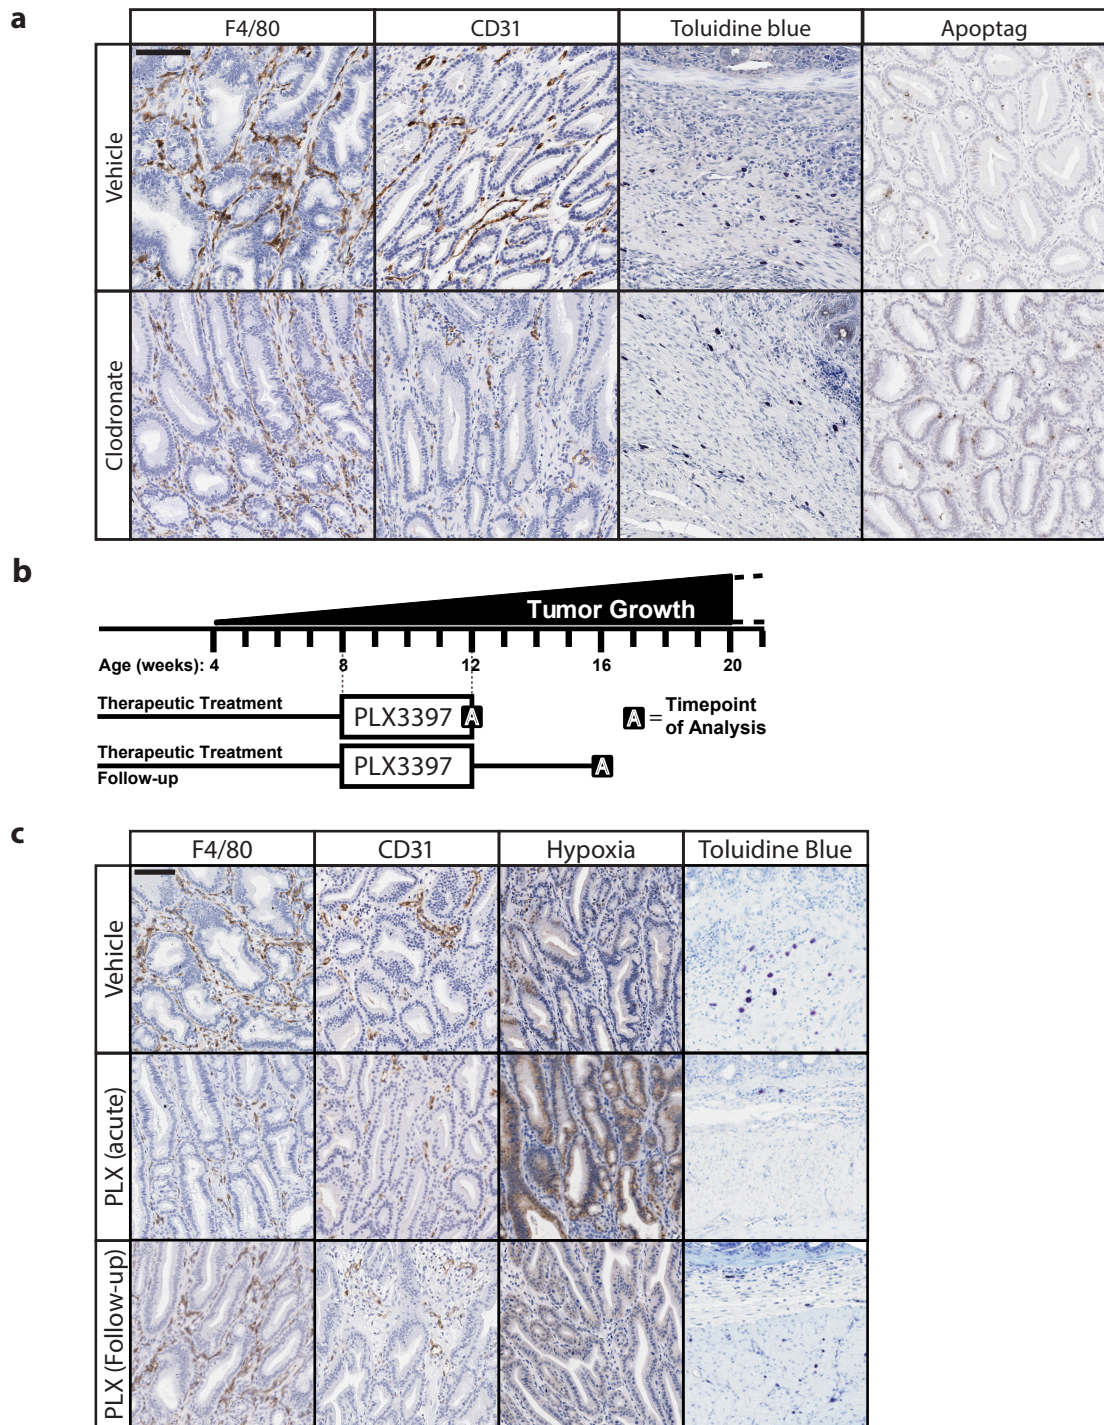 a
F4/80 CD31 Toluidine blue Apoptag
Vehicle
Clodronate
b
Tumor Growth
Age (weeks): 4 8 12 16 20
Therapeutic Treatment
PLX3397 A
A = Timepoint
of Analysis
Therapeutic Treatment
Follow-up
PLX3397 A
c
F4/80 CD31 Hypoxia Toluidine Blue
Vehicle
PLX (acute)
PLX (Follow-up)